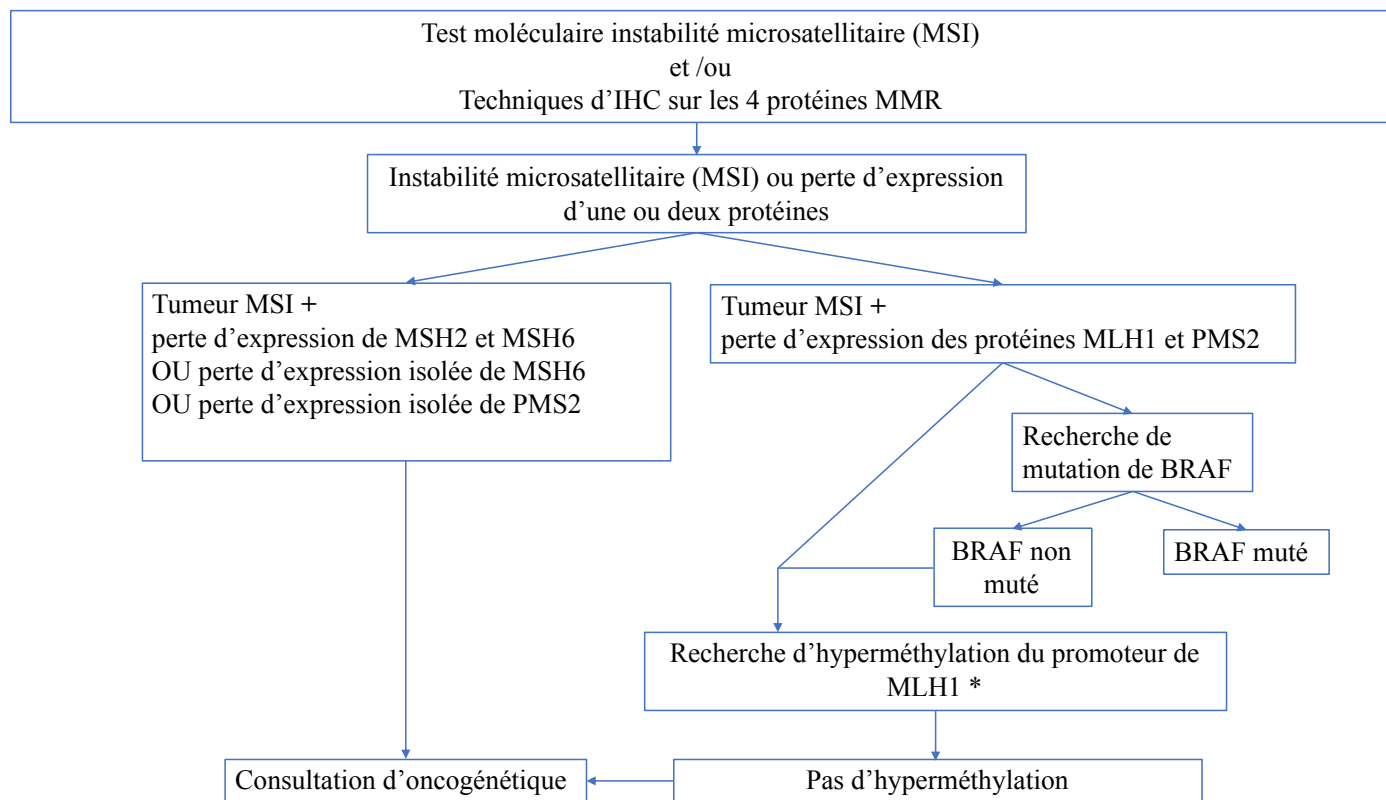 Test moléculaire instabilité microsatellitaire (MSI)
et /ou
Techniques d’IHC sur les 4 protéines MMR
Instabilité microsatellitaire (MSI) ou perte d’expression
d’une ou deux protéines
Tumeur MSI +
perte d’expression de MSH2 et MSH6
OU perte d’expression isolée de MSH6
OU perte d’expression isolée de PMS2
Tumeur MSI +
perte d’expression des protéines MLH1 et PMS2
Recherche de
mutation de BRAF
BRAF non
muté
BRAF muté
Recherche d’hyperméthylation du promoteur de
MLH1 *
Consultation d’oncogénétique
Pas d’hyperméthylation